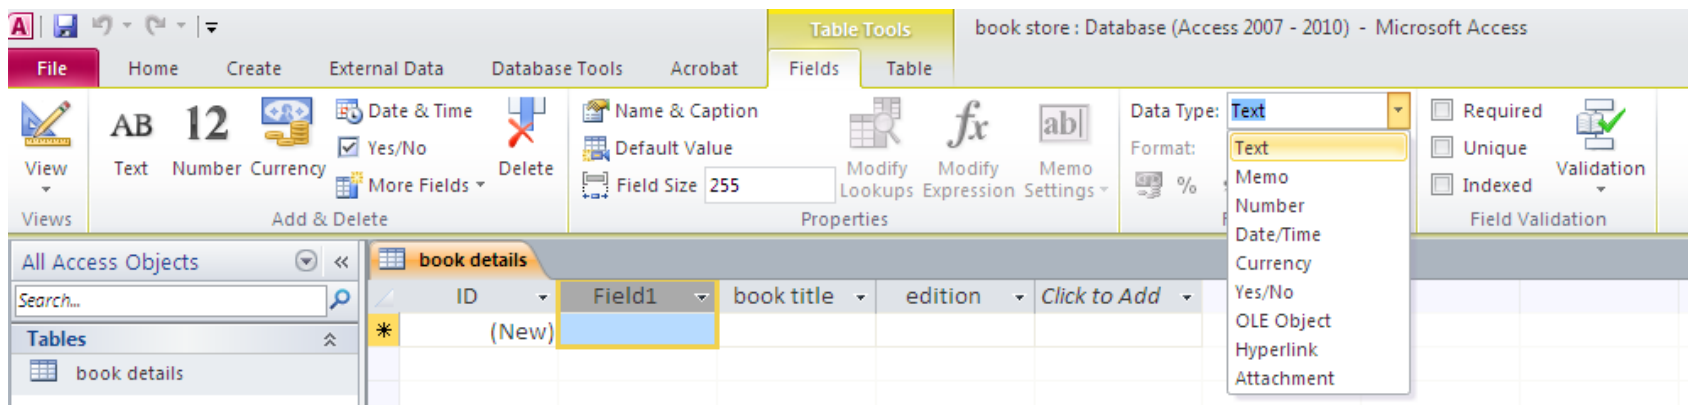 A
Table Tools
book store : Database (Access 2007 - 2010) - Microsoft Access
File Home Create External Data Database Tools Acrobat Fields Table
View
Views
AB
Text
12
Number
Currency
Date & Time
Yes/No
More Fields
Delete
Add & Delete
Name & Caption
Default Value
Field Size 255
Modify
Lookups
fx
Modify
Expression
ab
Memo
Settings
Properties
Data Type: Text
Format:
%
Text
Memo
Number
Date/Time
Currency
Yes/No
OLE Object
Hyperlink
Attachment
Required
Unique
Indexed
Validation
Field Validation
All Access Objects
Search...
Tables
book details
book details
ID Field1 book title edition Click to Add
* (New)